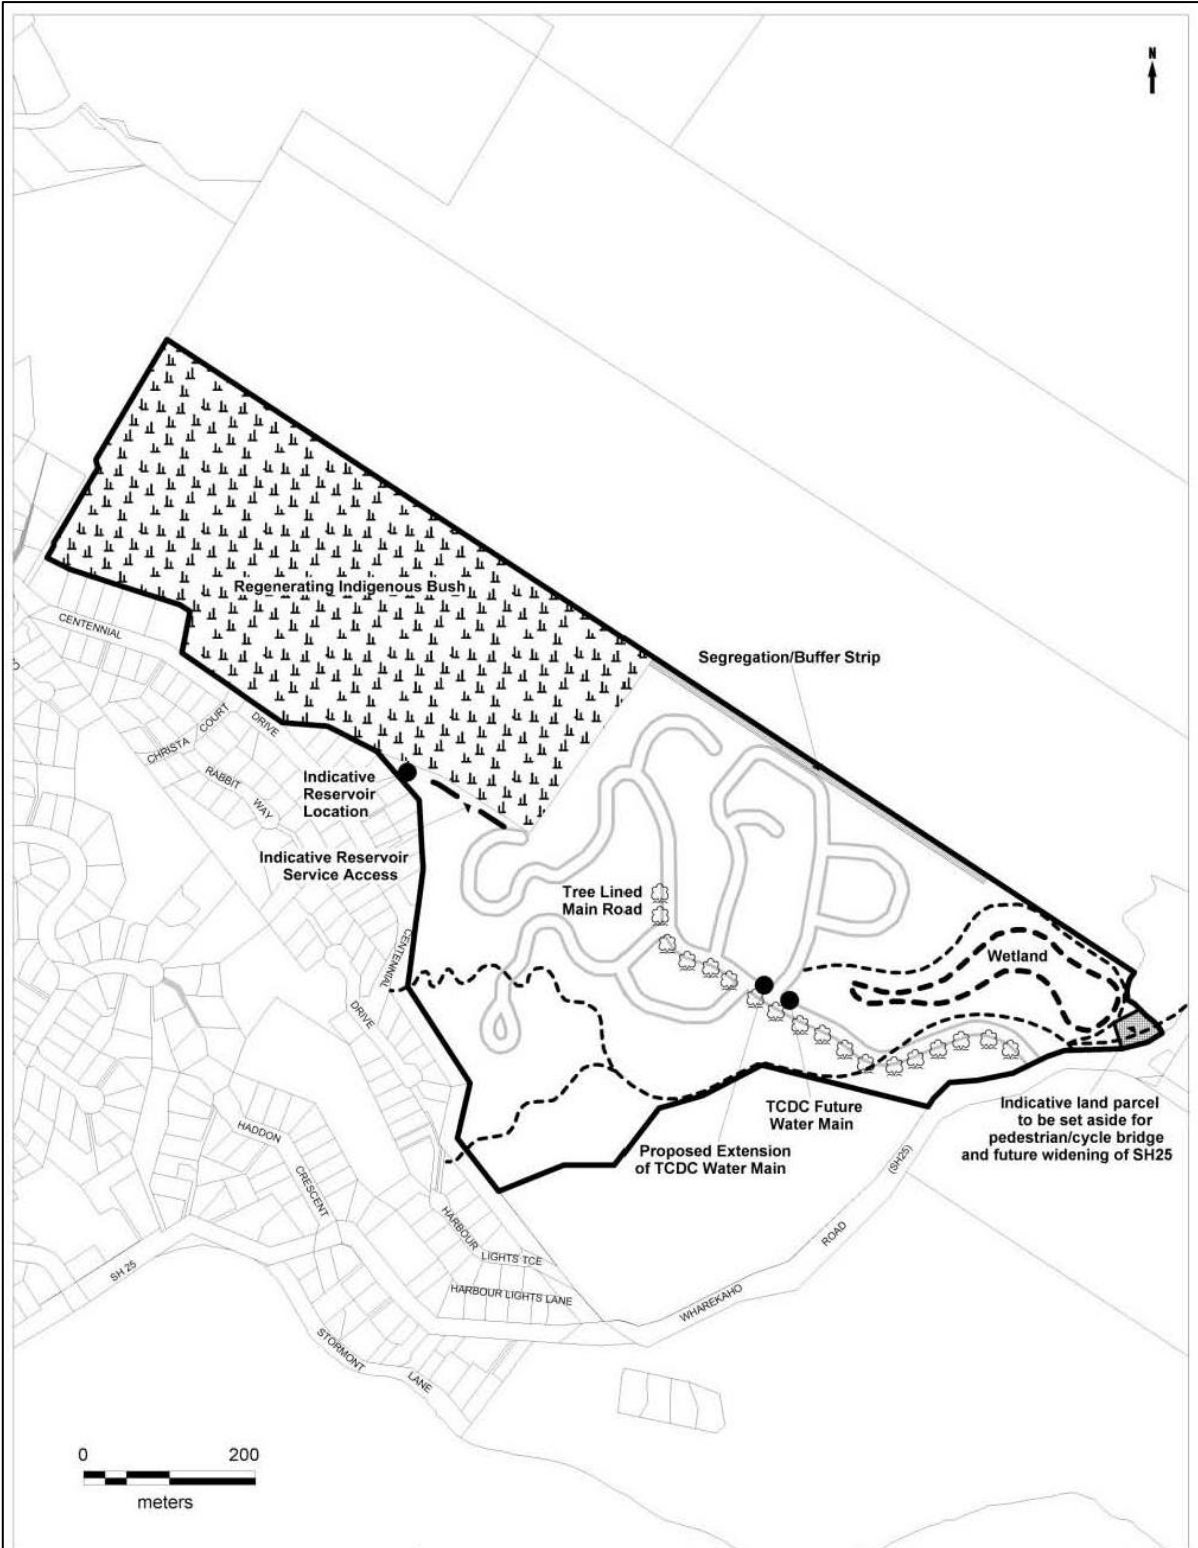 N
Regenerating Indigenous Bush
CENTENNIAL
Segregation/Buffer Strip
CHRISTA COURT
DRIVE
RABBIT WAY
Indicative
Reservoir
Location
Indicative Reservoir
Service Access
Tree Lined
Main Road
CENTENNIAL
DRIVE
Wetland
TCDC Future
Water Main
Proposed Extension
of TCDC Water Main
Indicative land parcel
to be set aside for
pedestrian/cycle bridge
and future widening of SH25
HADDON
CRESCENT
HARBOUR
LIGHTS TCE
HARBOUR LIGHTS LANE
(SH25)
ROAD
WHAREKAHO
SH 25
STORMONT
LANE
0 200
meters